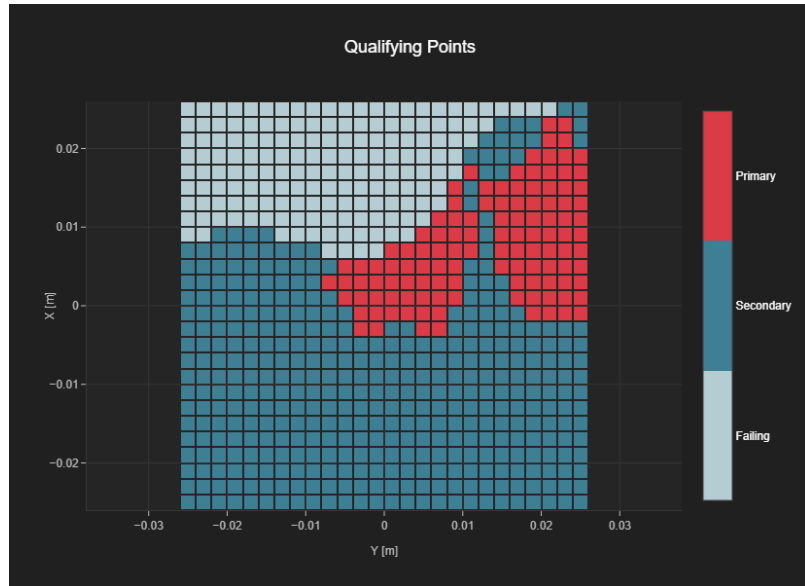 Qualifying Points
Primary
Secondary
Failing
X [m]
0.02
0.01
0
−0.01
−0.02
−0.03
−0.02
−0.01
0
0.01
0.02
0.03
Y [m]